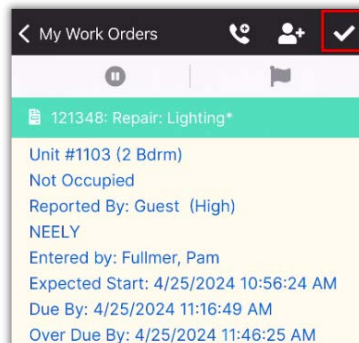 My Work Orders
121348: Repair: Lighting*
Unit #1103 (2 Bdrm)
Not Occupied
Reported By: Guest (High)
NEELY
Entered by: Fullmer, Pam
Expected Start: 4/25/2024 10:56:24 AM
Due By: 4/25/2024 11:16:49 AM
Over Due By: 4/25/2024 11:46:25 AM